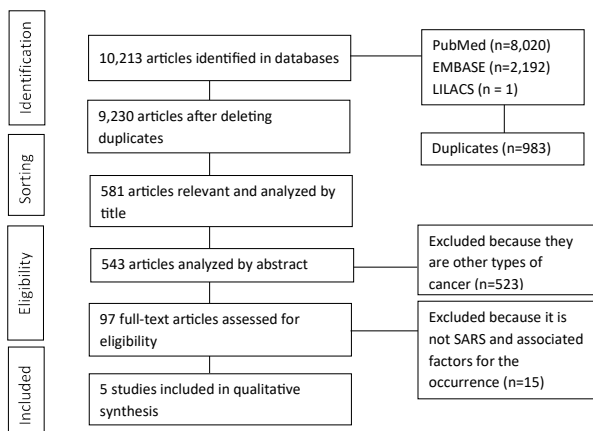 Identification
10,213 articles identified in databases
PubMed (n=8,020)
EMBASE (n=2,192)
LILACS (n = 1)
9,230 articles after deleting
duplicates
Duplicates (n=983)
Sorting
581 articles relevant and analyzed by
title
Eligibility
543 articles analyzed by abstract
Excluded because they
are other types of
cancer (n=523)
97 full-text articles assessed for
eligibility
Excluded because it is
not SARS and associated
factors for the
occurrence (n=15)
Included
5 studies included in qualitative
synthesis